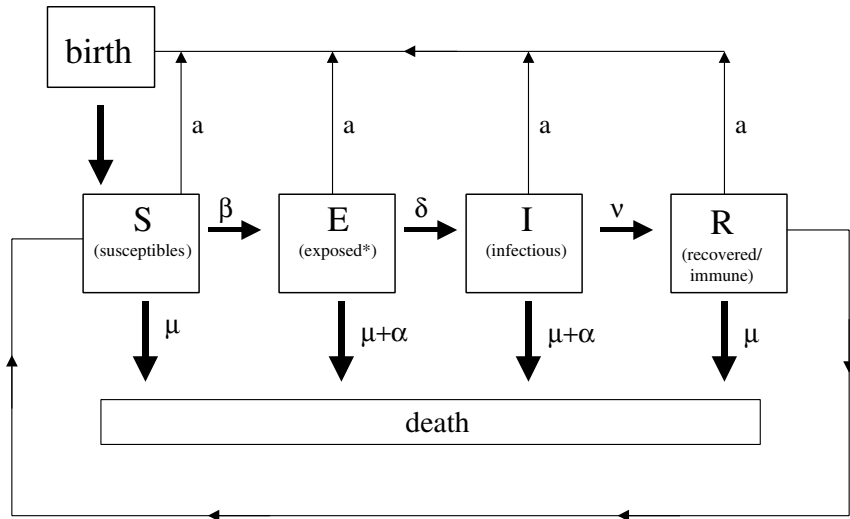 birth
a
a
a
a
S
(susceptibles)
β
E
(exposed*)
δ
I
(infectious)
ν
R
(recovered/
immune)
μ
μ+α
μ+α
μ
death